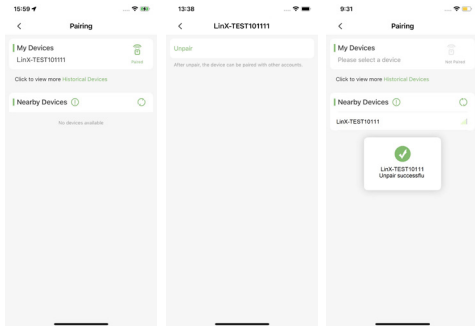 15:59
Pairing
My Devices
LinX-TEST101111
Paired
Click to view more Historical Devices
Nearby Devices
No devices available
13:38
LinX-TEST101111
Unpair
After unpair, the device can be paired with other accounts.
9:31
Pairing
My Devices
Please select a device
Not Paired
Click to view more Historical Devices
Nearby Devices
LinX-TEST10111
LinX-TEST10111
Unpair successfu